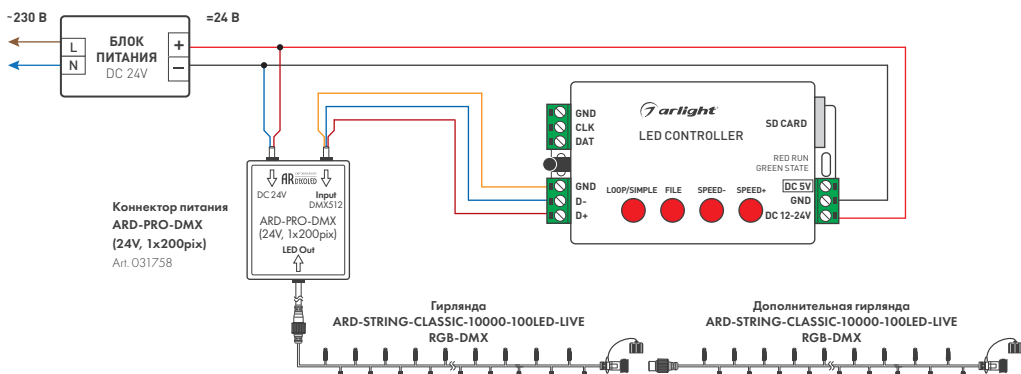 ~230 В
=24 В
L
N
БЛОК
ПИТАНИЯ
DC 24V
+
−
GND
CLK
DAT
arlight
LED CONTROLLER
SD CARD
RED RUN
GREEN STATE
GND
D-
D+
LOOP/SIMPLE FILE SPEED- SPEED+
DC 5V
GND
DC 12-24V
Коннектор питания
ARD-PRO-DMX
(24V, 1x200pix)
Art. 031758
AR
DEKOLED
DC 24V
Input
DMX512
ARD-PRO-DMX
(24V, 1x200pix)
LED Out
Гирлянда
ARD-STRING-CLASSIC-10000-100LED-LIVE
RGB-DMX
Дополнительная гирлянда
ARD-STRING-CLASSIC-10000-100LED-LIVE
RGB-DMX